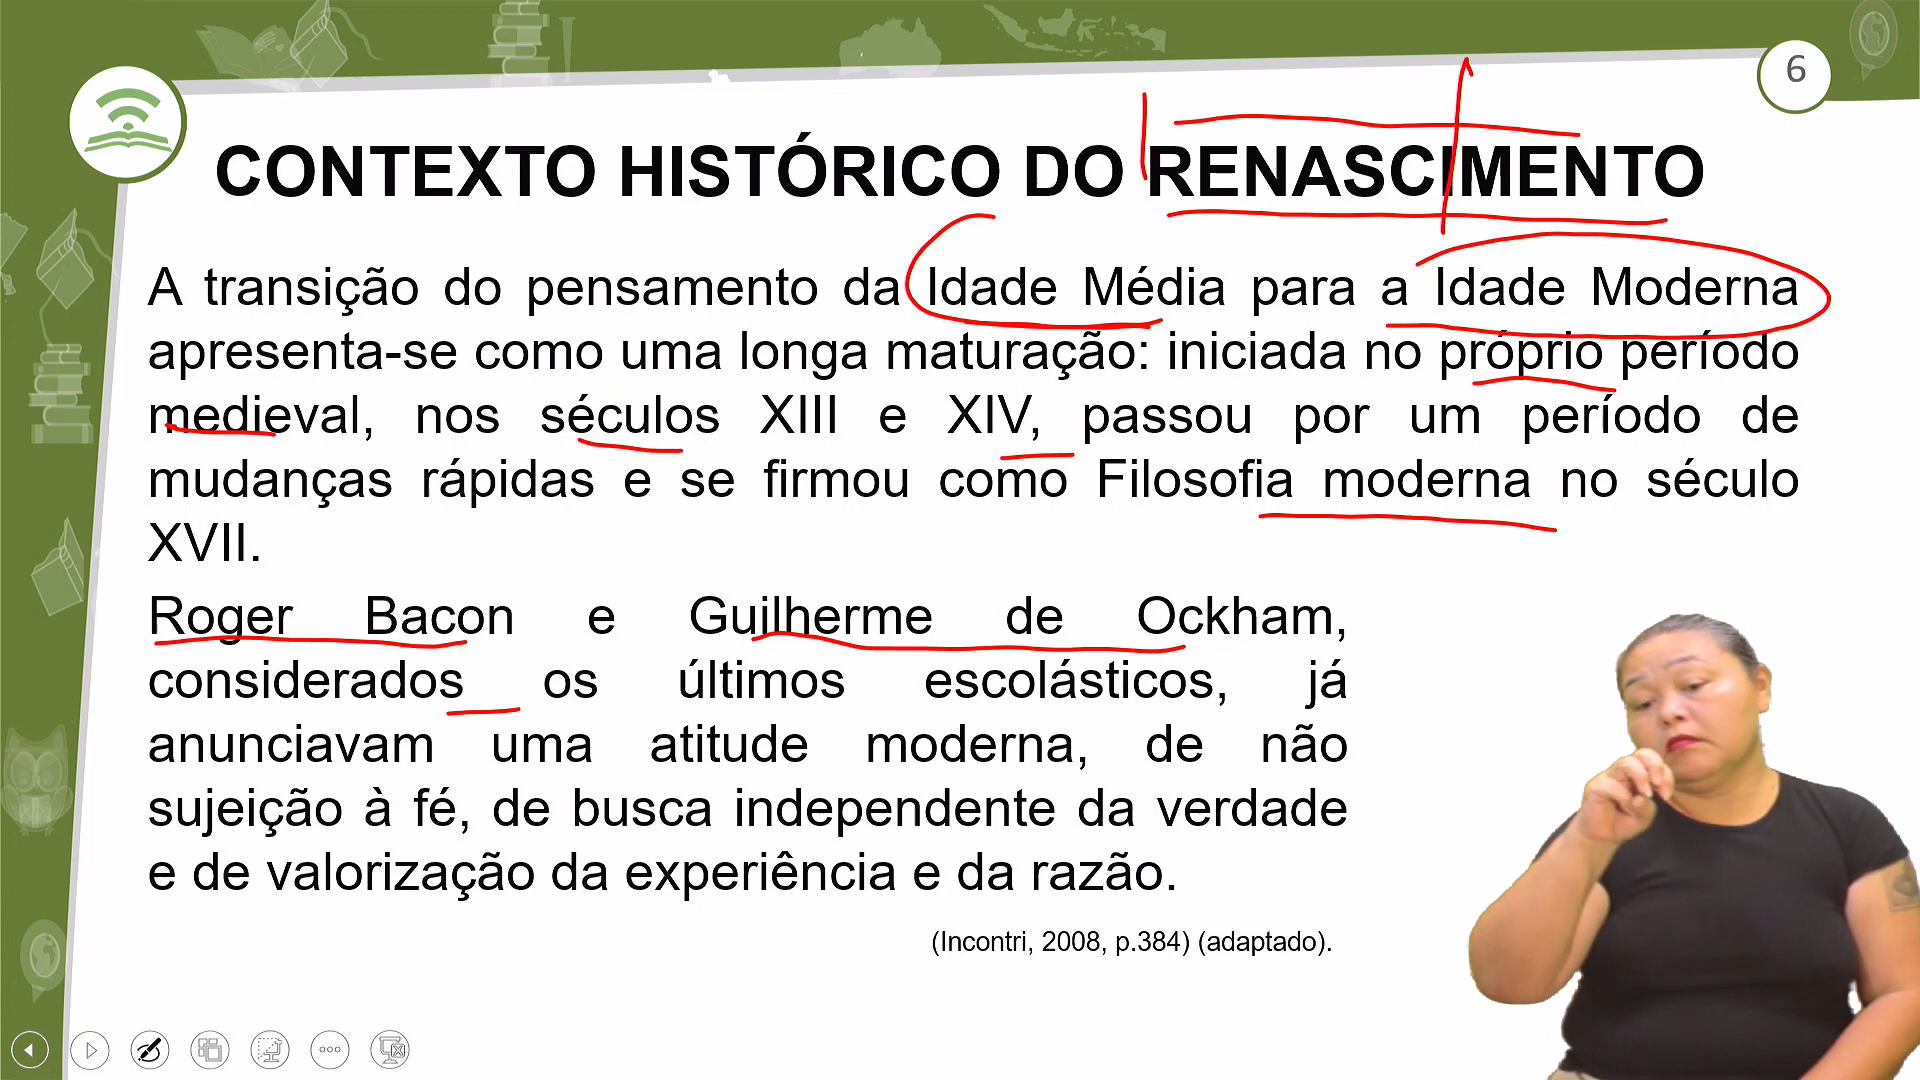 6
CONTEXTO HISTÓRICO DO RENASCIMENTO
A transição do pensamento da Idade Média para a Idade Moderna
apresenta-se como uma longa maturação: iniciada no próprio período
medieval, nos séculos XIII e XIV, passou por um período de
mudanças rápidas e se firmou como Filosofia moderna no século
XVII.
Roger Bacon e Guilherme de Ockham,
considerados os últimos escolásticos, já
anunciavam uma atitude moderna, de não
sujeição à fé, de busca independente da verdade
e de valorização da experiência e da razão.
(Incontri, 2008, p.384) (adaptado).